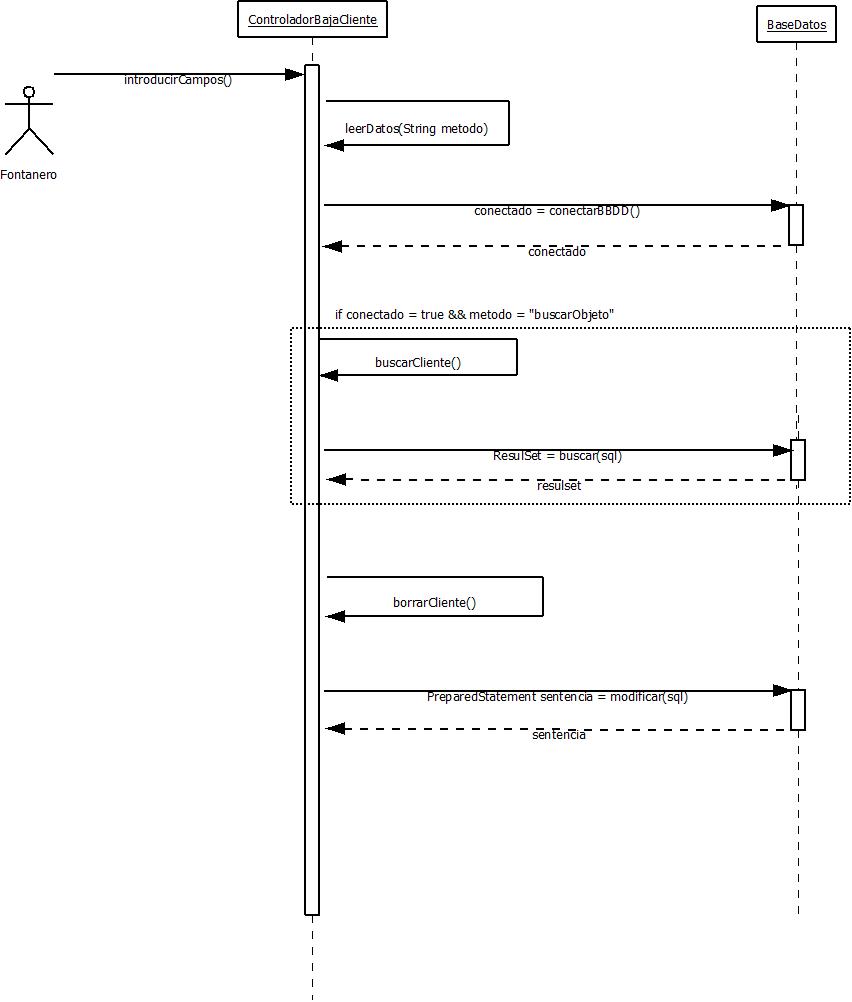 ControladorBajaCliente
BaseDatos
introducirCampos()
leerDatos(String metodo)
Fontanero
conectado = conectarBBDD()
conectado
if conectado = true && metodo = "buscarObjeto"
buscarCliente()
ResulSet = buscar(sql)
resulset
borrarCliente()
PreparedStatement sentencia = modificar(sql)
sentencia